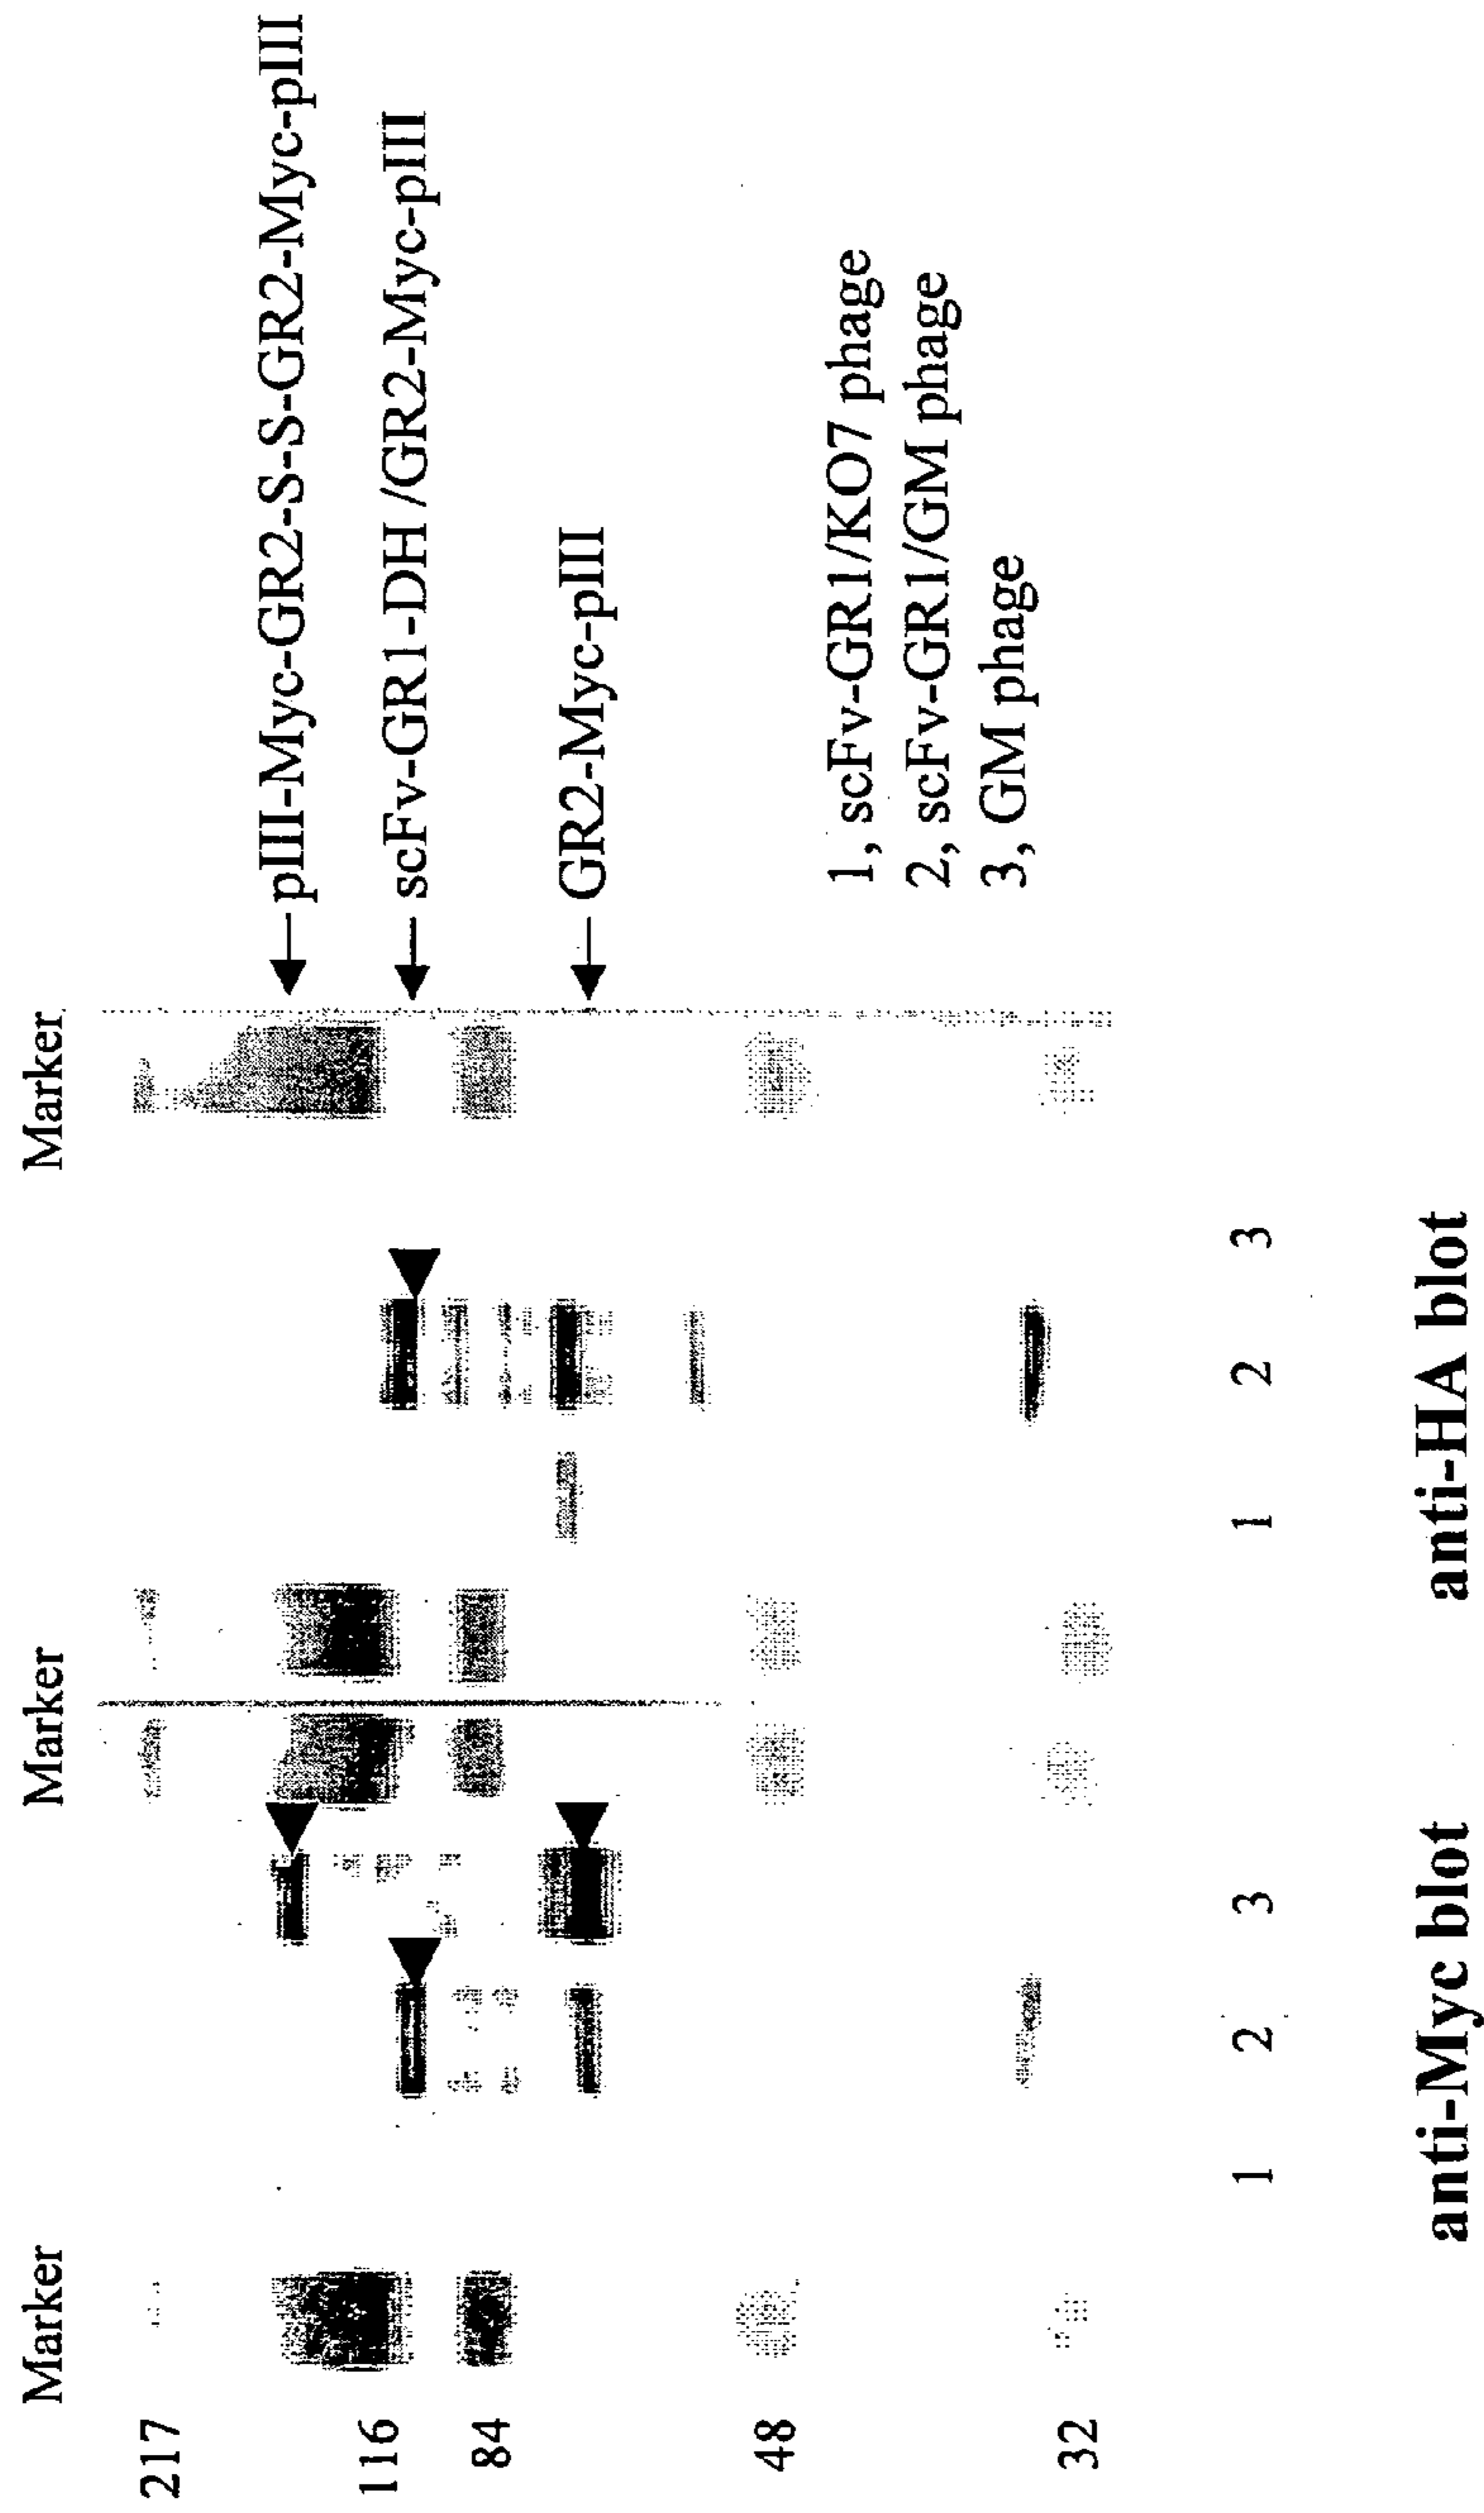 Marker
Marker
Marker
217
116
84
48
32
pIII-Myc-GR2-S-S-GR2-Myc-pIII
scFv-GR1-DH /GR2-Myc-pIII
GR2-Myc-pIII
1, scFv-GR1/KO7 phage
2, scFv-GR1/GM phage
3, GM phage
1 2 3
1 2 3
anti-Myc blot
anti-HA blot